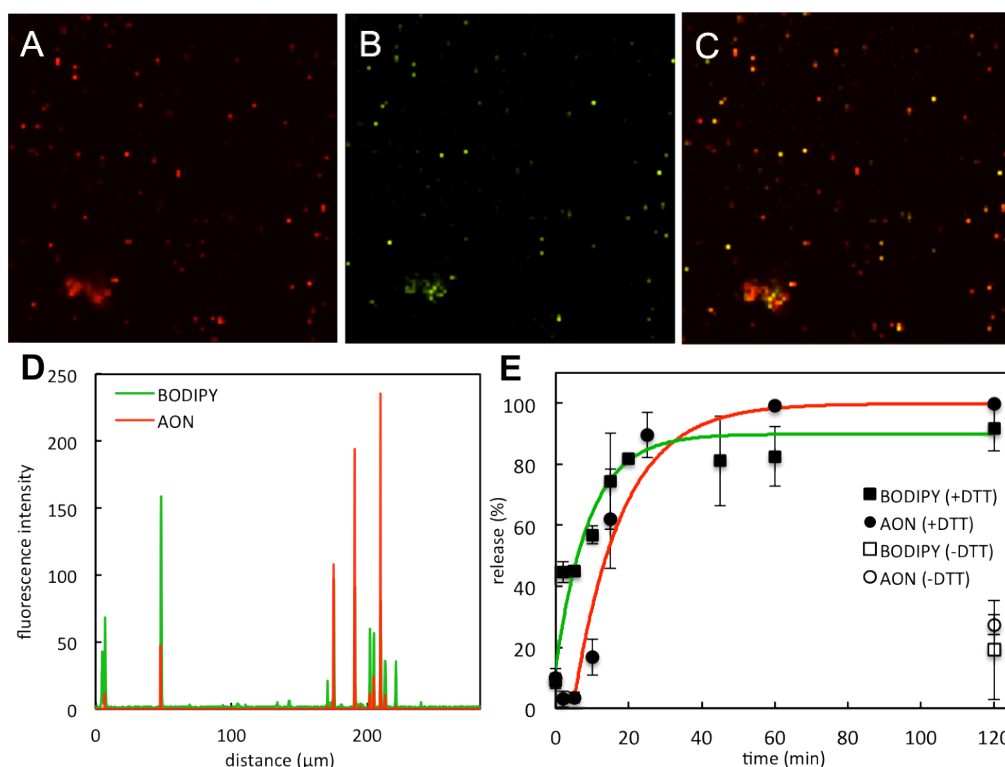 A
B
C
D
250
200
150
100
50
0
fluorescence intensity
BODIPY
AON
0
100
200
distance (μm)
E
100
80
60
40
20
0
release (%)
BODIPY (+DTT)
AON (+DTT)
BODIPY (-DTT)
AON (-DTT)
0
20
40
60
80
100
120
time (min)